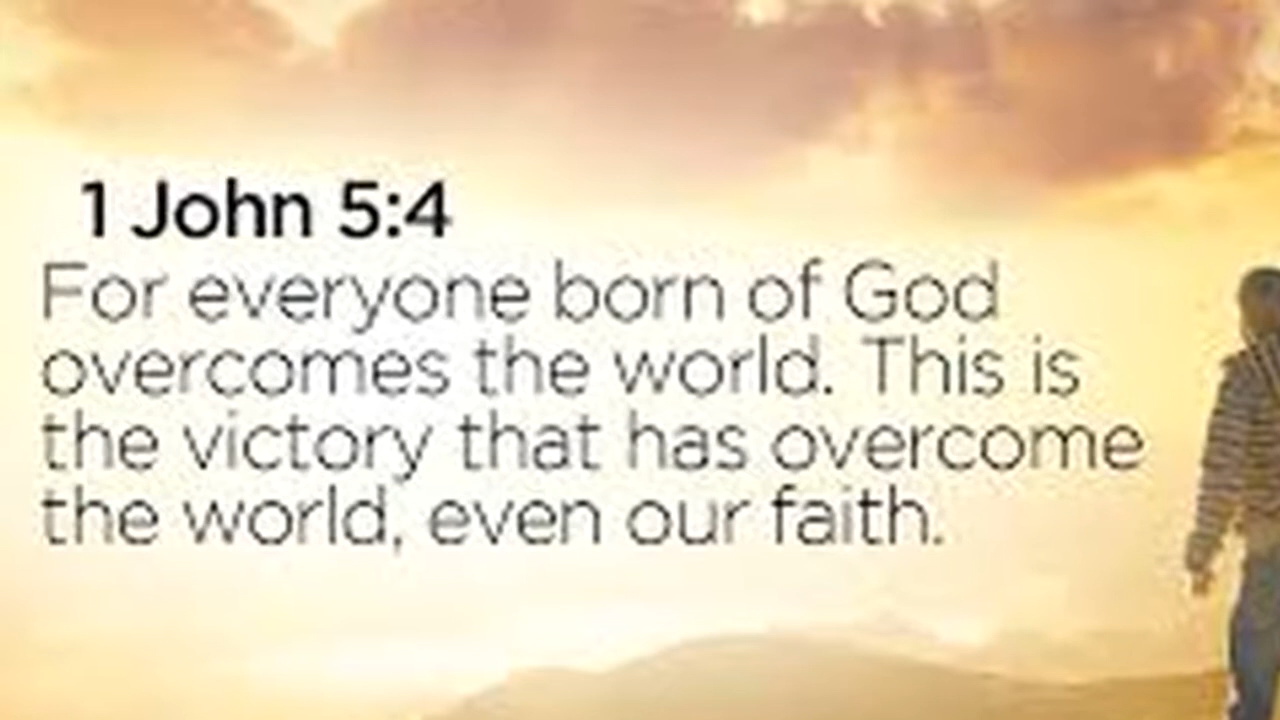 1 John 5:4
For everyone born of God
overcomes the world. This is
the victory that has overcome
the world, even our faith.